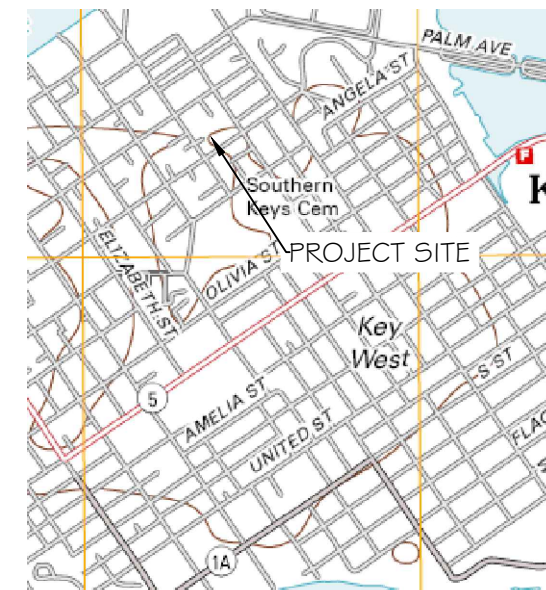 PALM AVE
ANGELA ST
F
K
Southern
Keys Cem
PROJECT SITE
ELIZABETH ST
OLIVIA ST
Key
West
5
S ST
AMELIA ST
UNITED ST
FLAG
1A